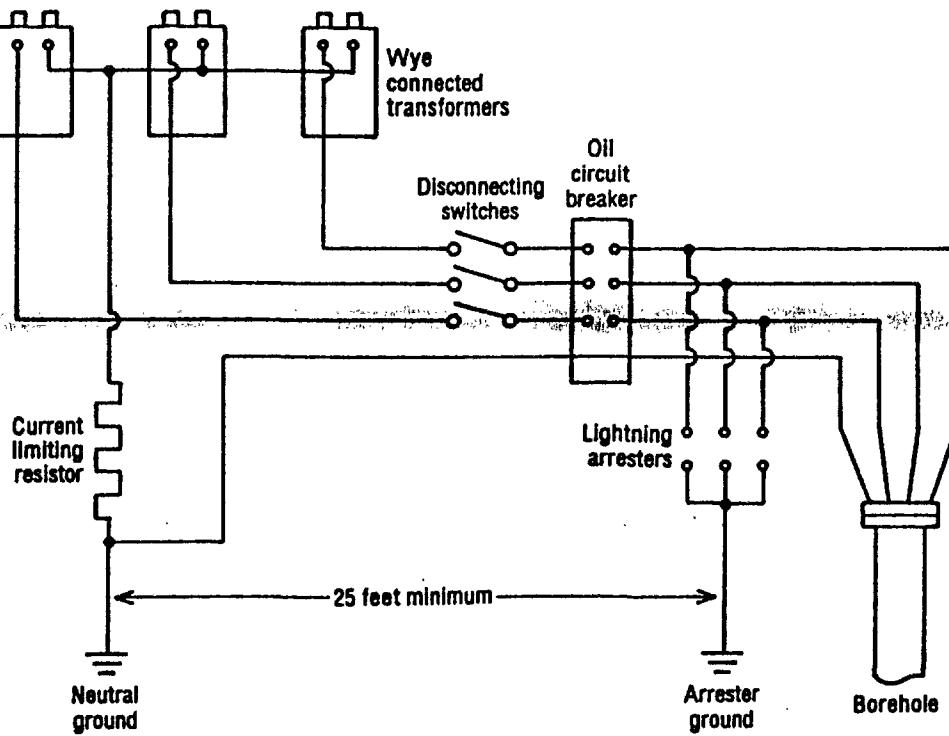 Wye
connected
transformers
Oil
circuit
breaker
Disconnecting
switches
Current
limiting
resistor
Lightning
arresters
25 feet minimum
Neutral
ground
Arrester
ground
Borehole